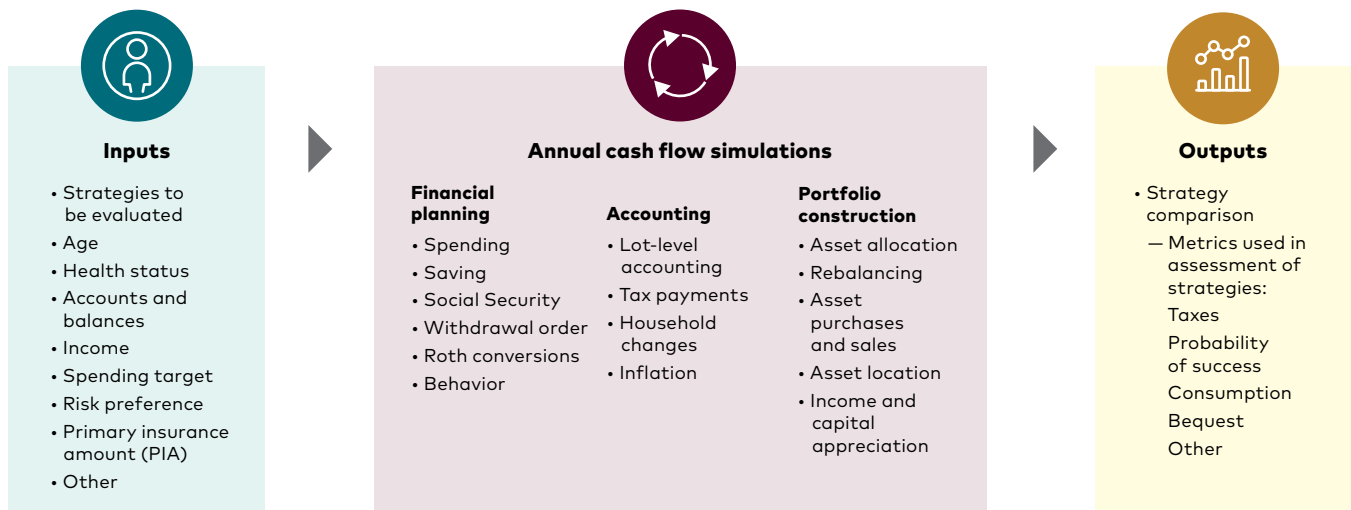 Inputs
• Strategies to
be evaluated
• Age
• Health status
• Accounts and
balances
• Income
• Spending target
• Risk preference
• Primary insurance
amount (PIA)
• Other
Annual cash flow simulations
Financial
planning
• Spending
• Saving
• Social Security
• Withdrawal order
• Roth conversions
• Behavior
Accounting
• Lot-level
accounting
• Tax payments
• Household
changes
• Inflation
Portfolio
construction
• Asset allocation
• Rebalancing
• Asset
purchases
and sales
• Asset location
• Income and
capital
appreciation
Outputs
• Strategy
comparison
— Metrics used in
assessment of
strategies:
Taxes
Probability
of success
Consumption
Bequest
Other